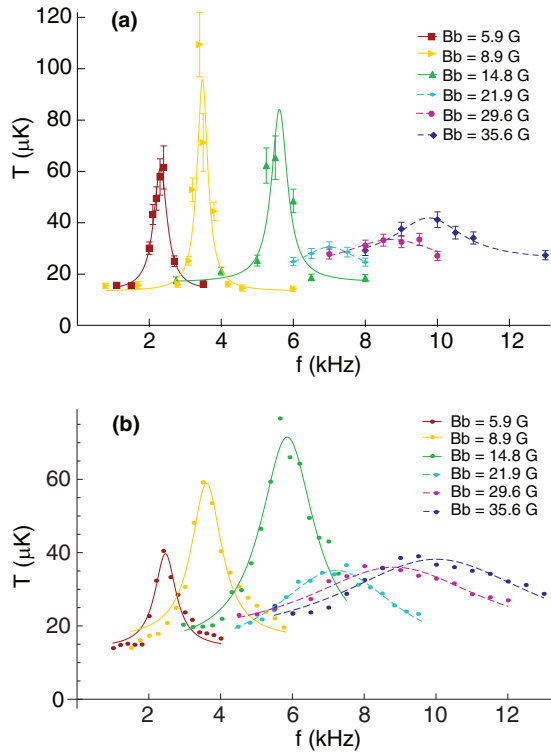 (a)
120
100
80
60
40
20
0
T (μK)
2 4 6 8 10 12
f (kHz)
Bb = 5.9 G
Bb = 8.9 G
Bb = 14.8 G
Bb = 21.9 G
Bb = 29.6 G
Bb = 35.6 G
(b)
60
40
20
0
T (μK)
2 4 6 8 10 12
f (kHz)
Bb = 5.9 G
Bb = 8.9 G
Bb = 14.8 G
Bb = 21.9 G
Bb = 29.6 G
Bb = 35.6 G